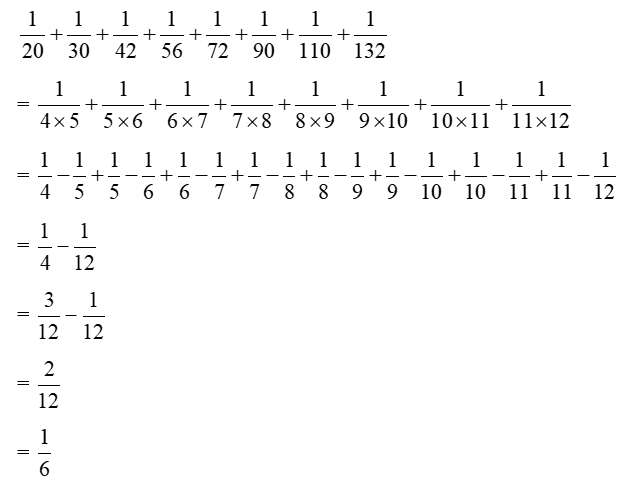 1/20 + 1/30 + 1/42 + 1/56 + 1/72 + 1/90 + 1/110 + 1/132
= 1/(4×5) + 1/(5×6) + 1/(6×7) + 1/(7×8) + 1/(8×9) + 1/(9×10) + 1/(10×11) + 1/(11×12)
= 1/4 − 1/5 + 1/5 − 1/6 + 1/6 − 1/7 + 1/7 − 1/8 + 1/8 − 1/9 + 1/9 − 1/10 + 1/10 − 1/11 + 1/11 − 1/12
= 1/4 − 1/12
= 3/12 − 1/12
= 2/12
= 1/6